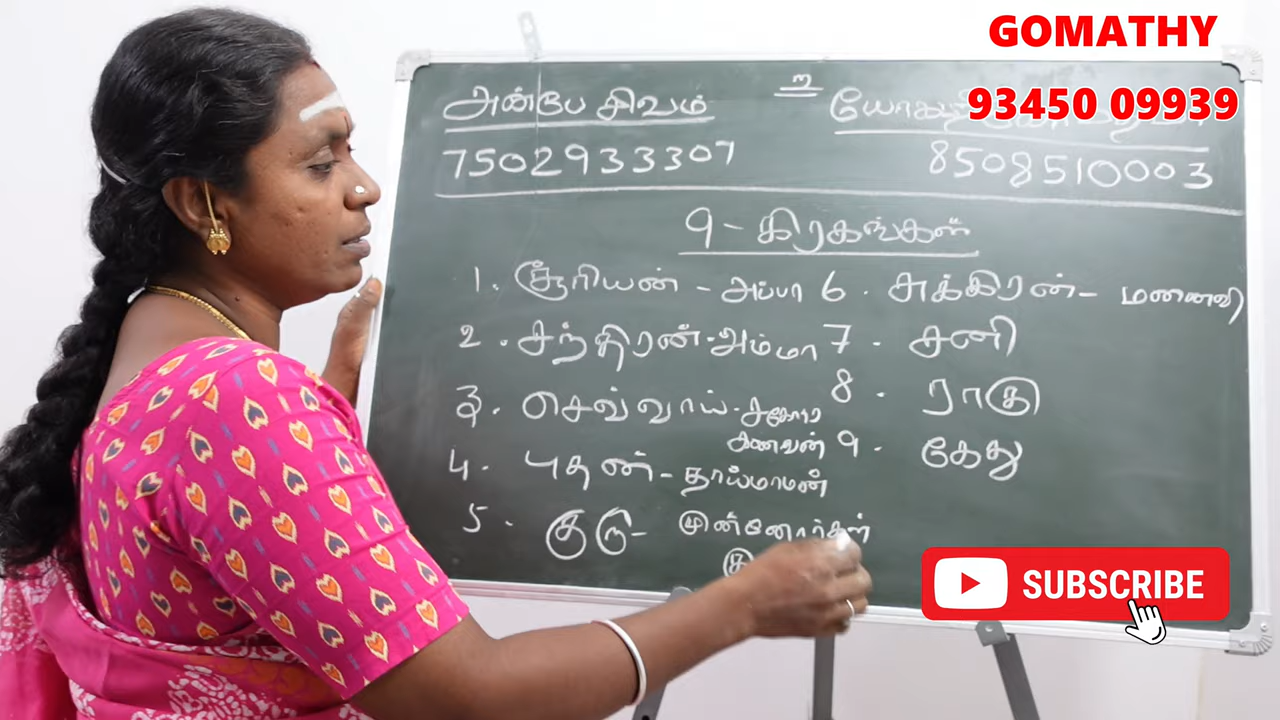 GOMATHY
93450 09939
உ
அன்பே சிவம்
7502933307
8508510003
9 - கிரகங்கள்
1. சூரியன் - அப்பா
2. சந்திரன் - அம்மா
3. செவ்வாய் - சகோர
கணவன்
4. புதன் - தாய்மாமன்
5. குரு - முன்னோர்கள்
6. சுக்கிரன் - மனைவி
7. சனி
8. ராகு
9. கேது
SUBSCRIBE